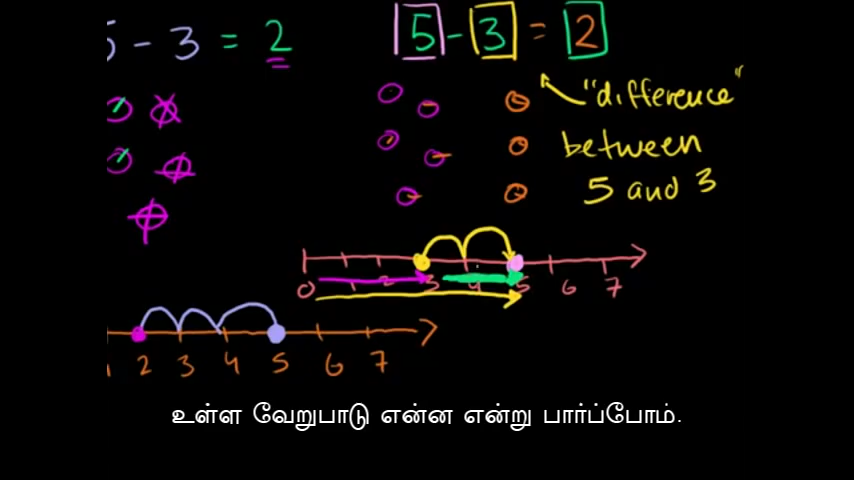 5 - 3 = 2
5 - 3 = 2
"difference"
between
5 and 3
0 1 2 3 4 5 6 7
1 2 3 4 5 6 7
உள்ள வேறுபாடு என்ன என்று பார்ப்போம்.